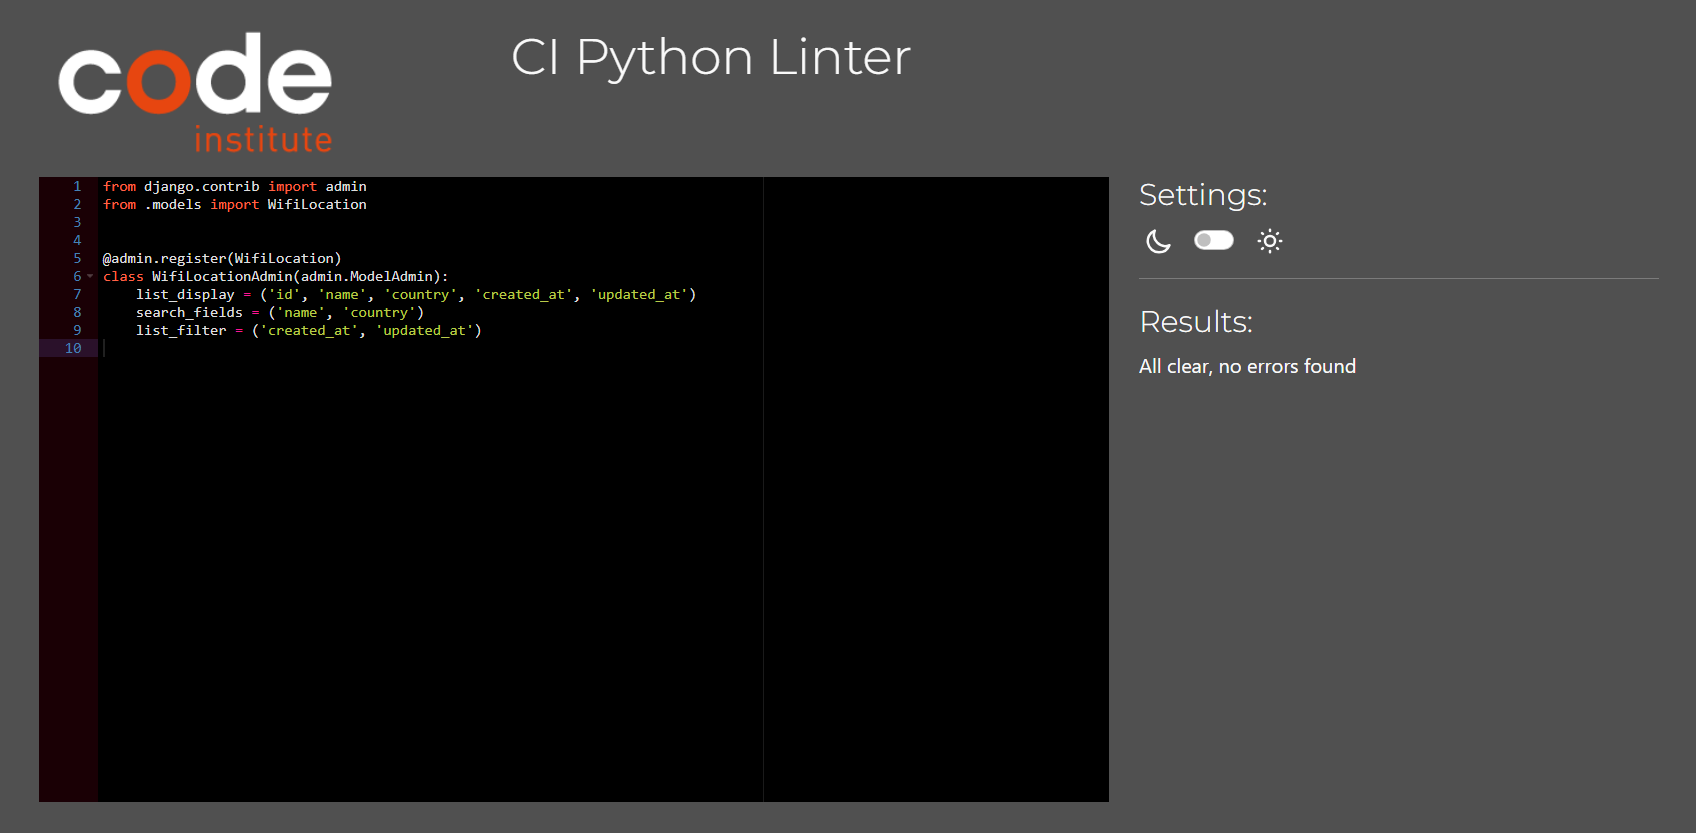 code
institute
CI Python Linter
1 from django.contrib import admin
2 from .models import WifiLocation
3
4
5 @admin.register(WifiLocation)
6 class WifiLocationAdmin(admin.ModelAdmin):
7     list_display = ('id', 'name', 'country', 'created_at', 'updated_at')
8     search_fields = ('name', 'country')
9     list_filter = ('created_at', 'updated_at')
10
Settings:
Results:
All clear, no errors found